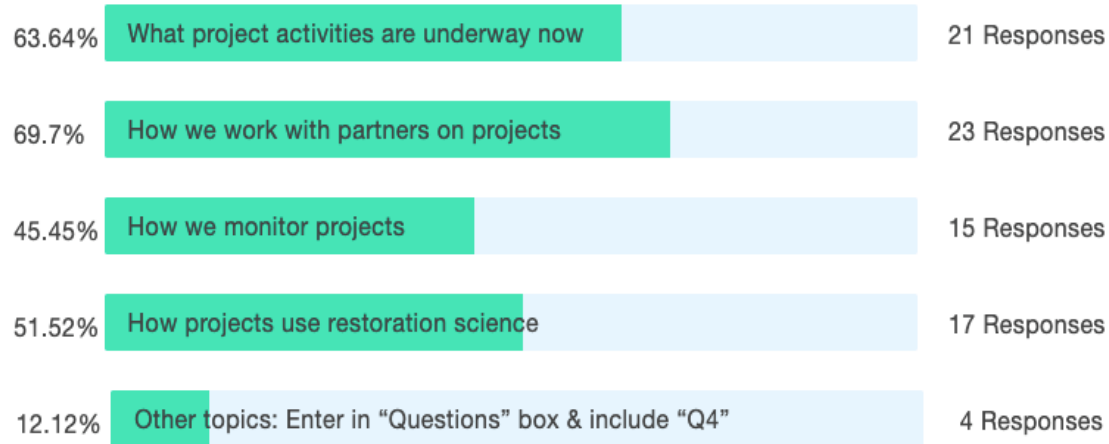 63.64% What project activities are underway now 21 Responses
69.7% How we work with partners on projects 23 Responses
45.45% How we monitor projects 15 Responses
51.52% How projects use restoration science 17 Responses
12.12% Other topics: Enter in “Questions” box & include “Q4” 4 Responses